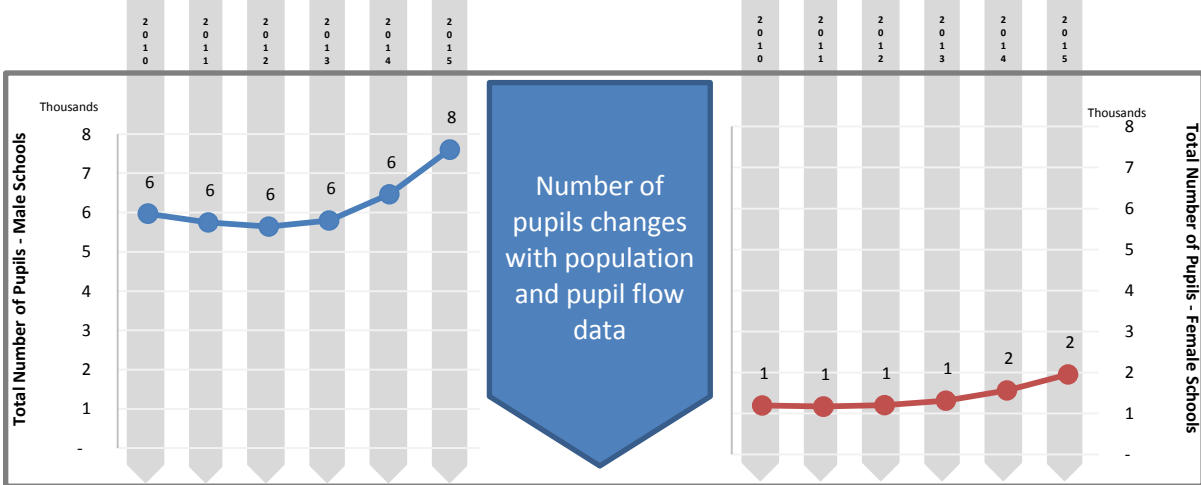 2010 2011 2012 2013 2014 2015
2010 2011 2012 2013 2014 2015
Total Number of Pupils - Male Schools
Thousands
8
7
6
5
4
3
2
1
-
6 6 6 6 6 8
Number of
pupils changes
with population
and pupil flow
data
1 1 1 1 2 2
Thousands
8
7
6
5
4
3
2
1
-
Total Number of Pupils - Female Schools